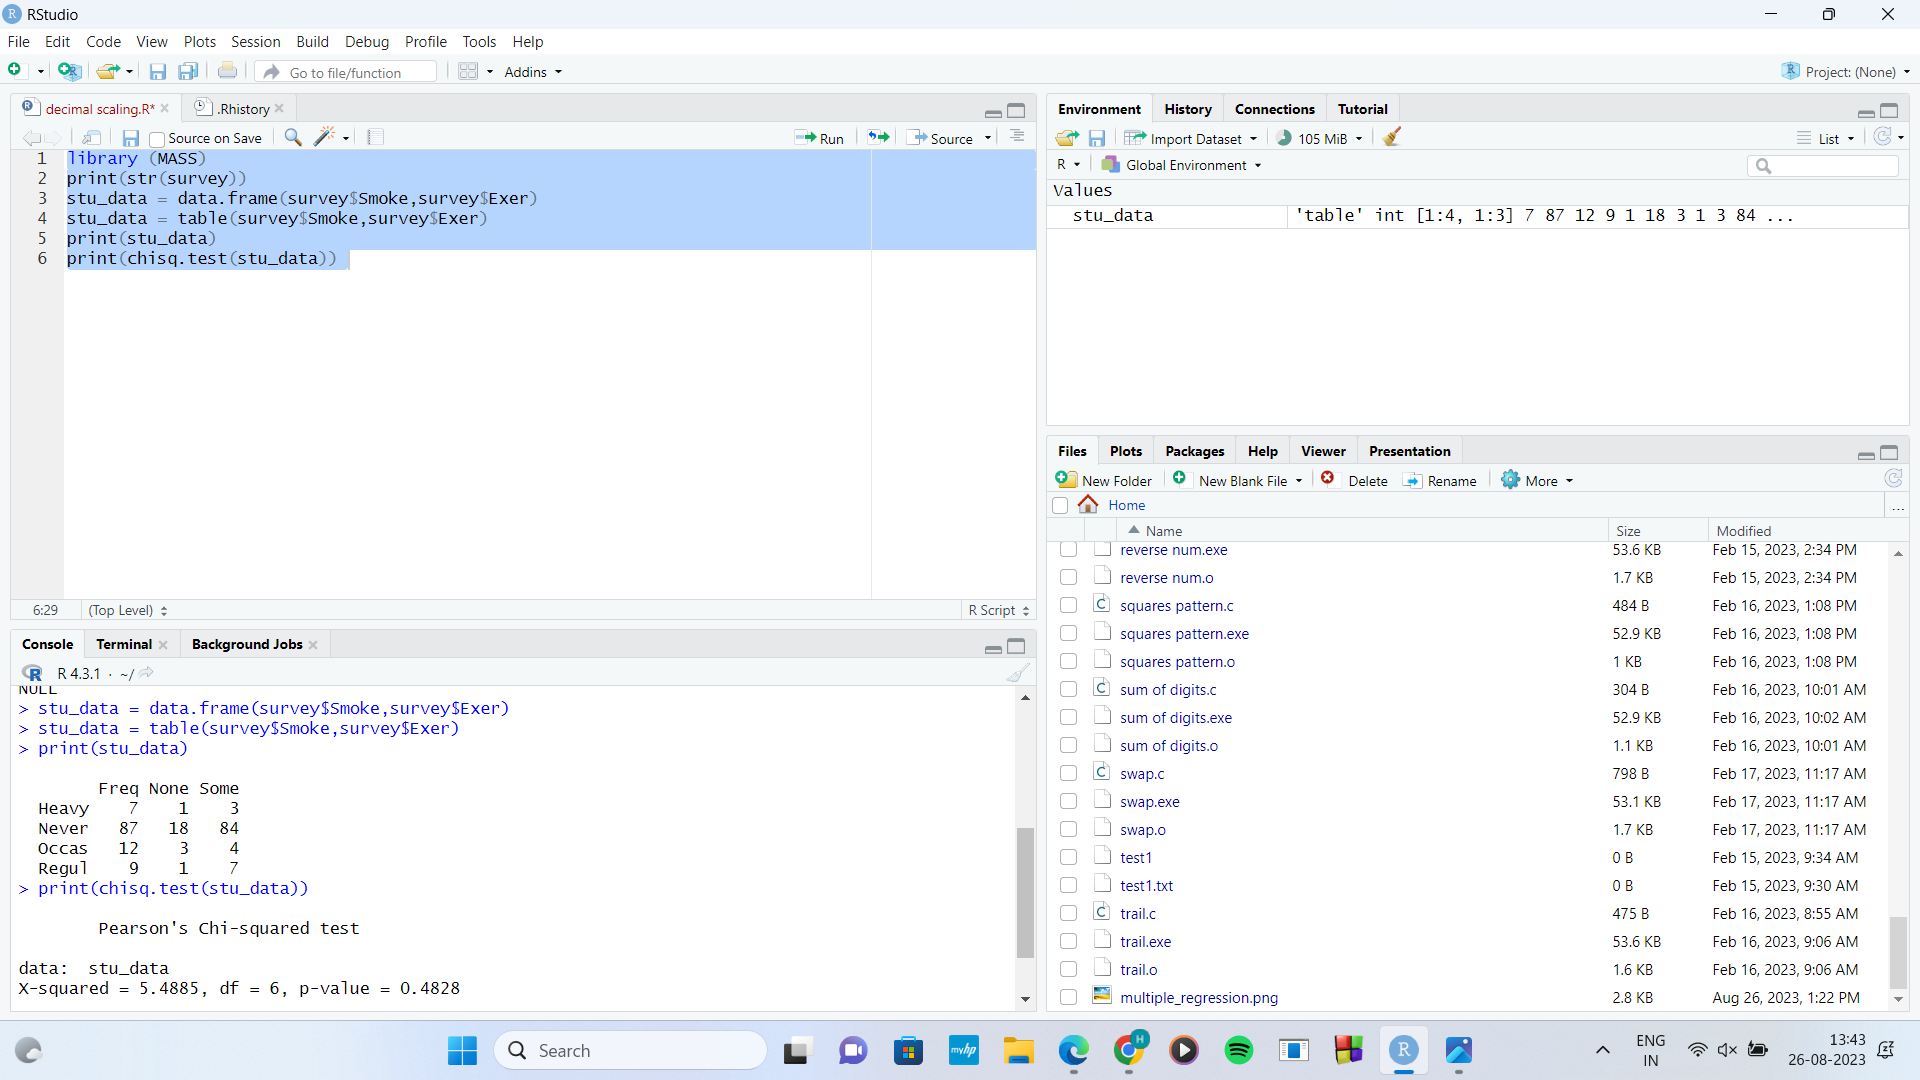 RStudio
File Edit Code View Plots Session Build Debug Profile Tools Help
Go to file/function Addins Project: (None)
decimal scaling.R* .Rhistory
Source on Save Run Source
1 library (MASS)
2 print(str(survey))
3 stu_data = data.frame(survey$Smoke,survey$Exer)
4 stu_data = table(survey$Smoke,survey$Exer)
5 print(stu_data)
6 print(chisq.test(stu_data))
6:29 (Top Level) R Script
Console Terminal Background Jobs
R 4.3.1 · ~/
NULL
> stu_data = data.frame(survey$Smoke,survey$Exer)
> stu_data = table(survey$Smoke,survey$Exer)
> print(stu_data)
Freq None Some
Heavy 7 1 3
Never 87 18 84
Occas 12 3 4
Regul 9 1 7
> print(chisq.test(stu_data))
Pearson's Chi-squared test
data: stu_data
X-squared = 5.4885, df = 6, p-value = 0.4828
Environment History Connections Tutorial
Import Dataset 105 MiB List
R Global Environment
Values
stu_data 'table' int [1:4, 1:3] 7 87 12 9 1 18 3 1 3 84 ...
Files Plots Packages Help Viewer Presentation
New Folder New Blank File Delete Rename More
Home ...
Name Size Modified
reverse num.exe 53.6 KB Feb 15, 2023, 2:34 PM
reverse num.o 1.7 KB Feb 15, 2023, 2:34 PM
squares pattern.c 484 B Feb 16, 2023, 1:08 PM
squares pattern.exe 52.9 KB Feb 16, 2023, 1:08 PM
squares pattern.o 1 KB Feb 16, 2023, 1:08 PM
sum of digits.c 304 B Feb 16, 2023, 10:01 AM
sum of digits.exe 52.9 KB Feb 16, 2023, 10:02 AM
sum of digits.o 1.1 KB Feb 16, 2023, 10:01 AM
swap.c 798 B Feb 17, 2023, 11:17 AM
swap.exe 53.1 KB Feb 17, 2023, 11:17 AM
swap.o 1.7 KB Feb 17, 2023, 11:17 AM
test1 0 B Feb 15, 2023, 9:34 AM
test1.txt 0 B Feb 15, 2023, 9:30 AM
trail.c 475 B Feb 16, 2023, 8:55 AM
trail.exe 53.6 KB Feb 16, 2023, 9:06 AM
trail.o 1.6 KB Feb 16, 2023, 9:06 AM
multiple_regression.png 2.8 KB Aug 26, 2023, 1:22 PM
Search myhp H R ENG 13:43
IN 26-08-2023